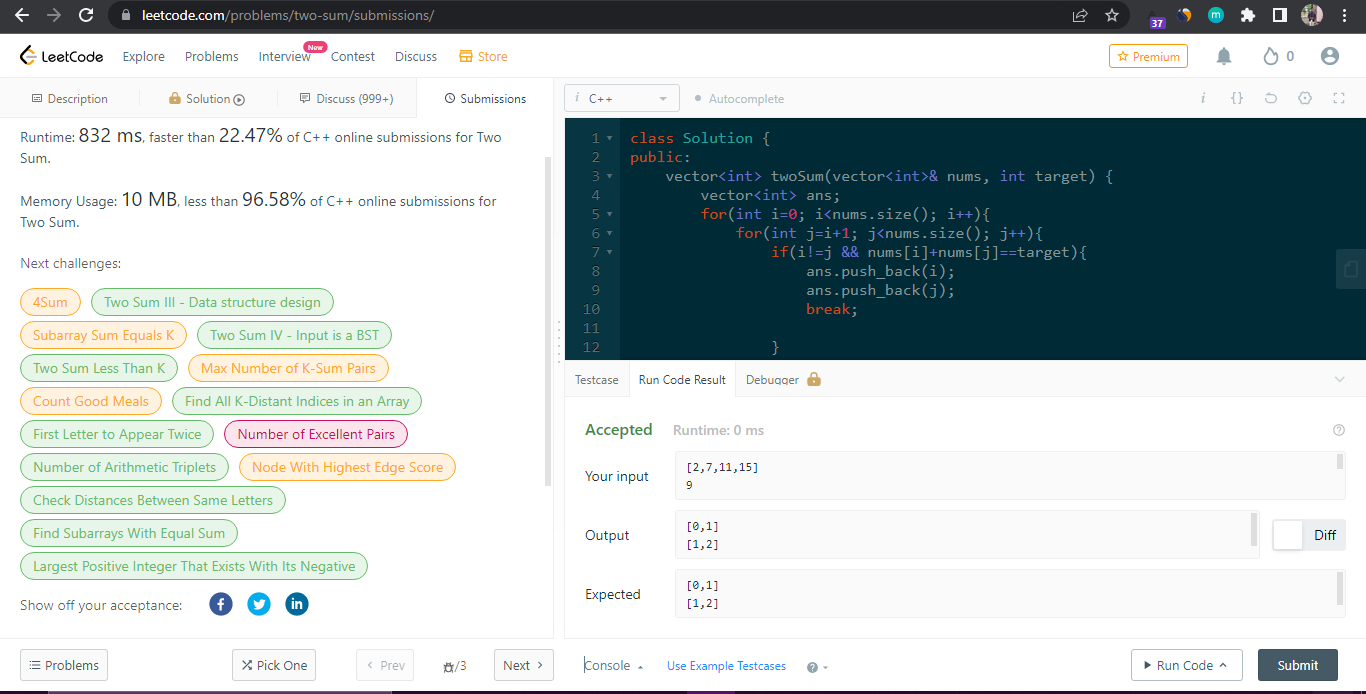 leetcode.com/problems/two-sum/submissions/
37
m
LeetCode
Explore
Problems
Interview
New
Contest
Discuss
Store
Premium
0
Description
Solution
Discuss (999+)
Submissions
i C++
Autocomplete
i {}
Runtime: 832 ms, faster than 22.47% of C++ online submissions for Two
Sum.
Memory Usage: 10 MB, less than 96.58% of C++ online submissions for
Two Sum.
Next challenges:
4Sum
Two Sum III - Data structure design
Subarray Sum Equals K
Two Sum IV - Input is a BST
Two Sum Less Than K
Max Number of K-Sum Pairs
Count Good Meals
Find All K-Distant Indices in an Array
First Letter to Appear Twice
Number of Excellent Pairs
Number of Arithmetic Triplets
Node With Highest Edge Score
Check Distances Between Same Letters
Find Subarrays With Equal Sum
Largest Positive Integer That Exists With Its Negative
Show off your acceptance:
f
in
1 class Solution {
2 public:
3 vector<int> twoSum(vector<int>& nums, int target) {
4 vector<int> ans;
5 for(int i=0; i<nums.size(); i++){
6 for(int j=i+1; j<nums.size(); j++){
7 if(i!=j && nums[i]+nums[j]==target){
8 ans.push_back(i);
9 ans.push_back(j);
10 break;
11
12 }
Testcase
Run Code Result
Debugger
Accepted
Runtime: 0 ms
?
Your input
[2,7,11,15]
9
Output
[0,1]
[1,2]
Diff
Expected
[0,1]
[1,2]
Problems
Pick One
Prev
/3
Next
Console
Use Example Testcases
?
Run Code
Submit